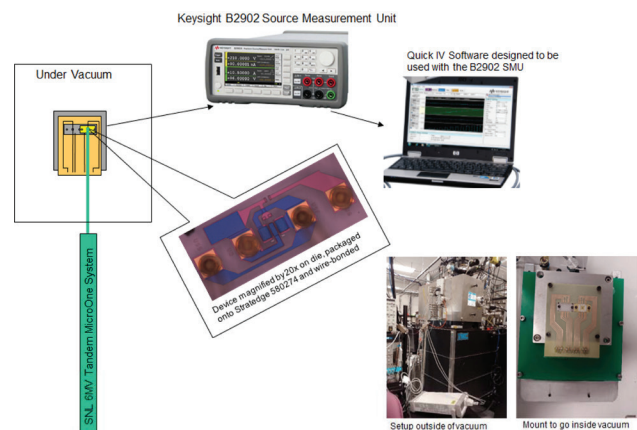 Keysight B2902 Source Measurement Unit
Quick IV Software designed to be
used with the B2902 SMU
Under Vacuum
Device magnified by 20x on die, packaged
onto Stratedge 580274 and wire-bonded
SNL 6MV Tandem MicroOne System
Setup outside of vacuum
Mount to go inside vacuum